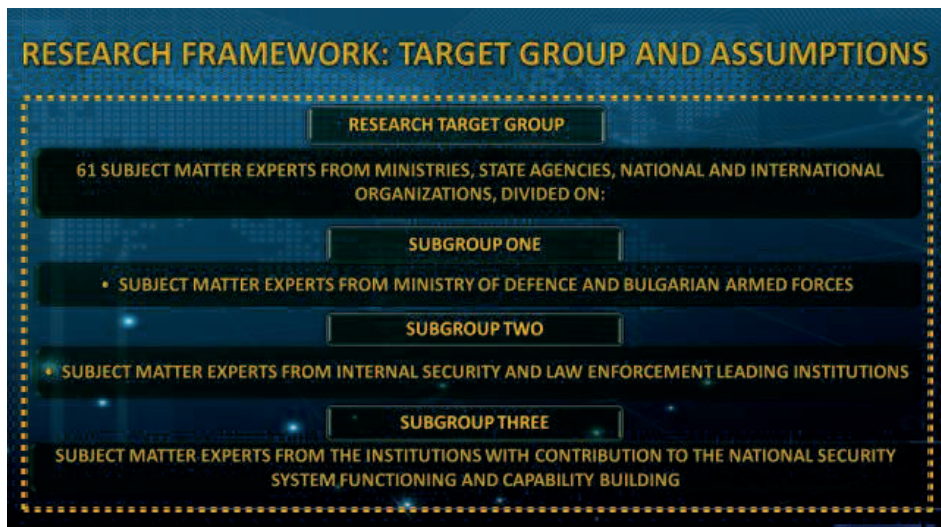 RESEARCH FRAMEWORK: TARGET GROUP AND ASSUMPTIONS
RESEARCH TARGET GROUP
61 SUBJECT MATTER EXPERTS FROM MINISTRIES, STATE AGENCIES, NATIONAL AND INTERNATIONAL
ORGANIZATIONS, DIVIDED ON:
SUBGROUP ONE
• SUBJECT MATTER EXPERTS FROM MINISTRY OF DEFENCE AND BULGARIAN ARMED FORCES
SUBGROUP TWO
• SUBJECT MATTER EXPERTS FROM INTERNAL SECURITY AND LAW ENFORCEMENT LEADING INSTITUTIONS
SUBGROUP THREE
SUBJECT MATTER EXPERTS FROM THE INSTITUTIONS WITH CONTRIBUTION TO THE NATIONAL SECURITY
SYSTEM FUNCTIONING AND CAPABILITY BUILDING